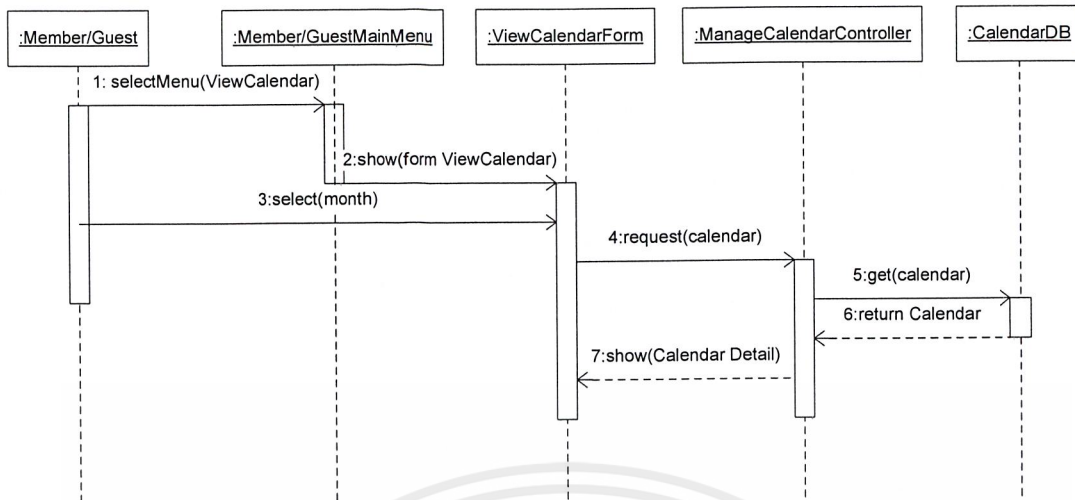 :Member/Guest
:Member/GuestMainMenu
:ViewCalendarForm
:ManageCalendarController
:CalendarDB
1: selectMenu(ViewCalendar)
2:show(form ViewCalendar)
3:select(month)
4:request(calendar)
5:get(calendar)
6:return Calendar
7:show(Calendar Detail)